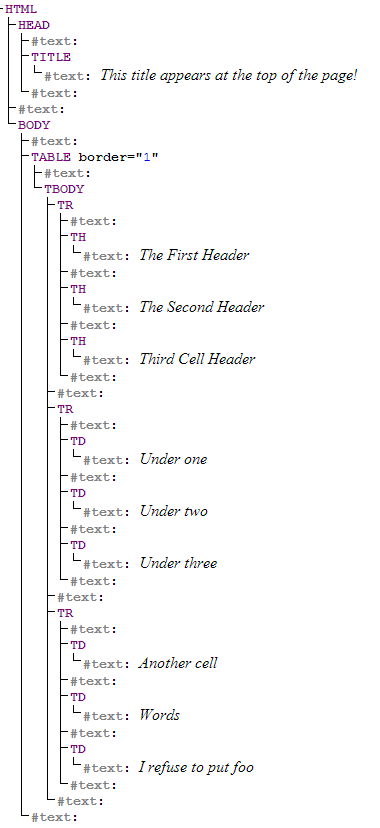 HTML
HEAD
#text:
TITLE
#text: This title appears at the top of the page!
#text:
#text:
BODY
#text:
TABLE border="1"
#text:
TBODY
TR
#text:
TH
#text: The First Header
#text:
TH
#text: The Second Header
#text:
TH
#text: Third Cell Header
#text:
#text:
TR
#text:
TD
#text: Under one
#text:
TD
#text: Under two
#text:
TD
#text: Under three
#text:
#text:
TR
#text:
TD
#text: Another cell
#text:
TD
#text: Words
#text:
TD
#text: I refuse to put foo
#text:
#text:
#text: